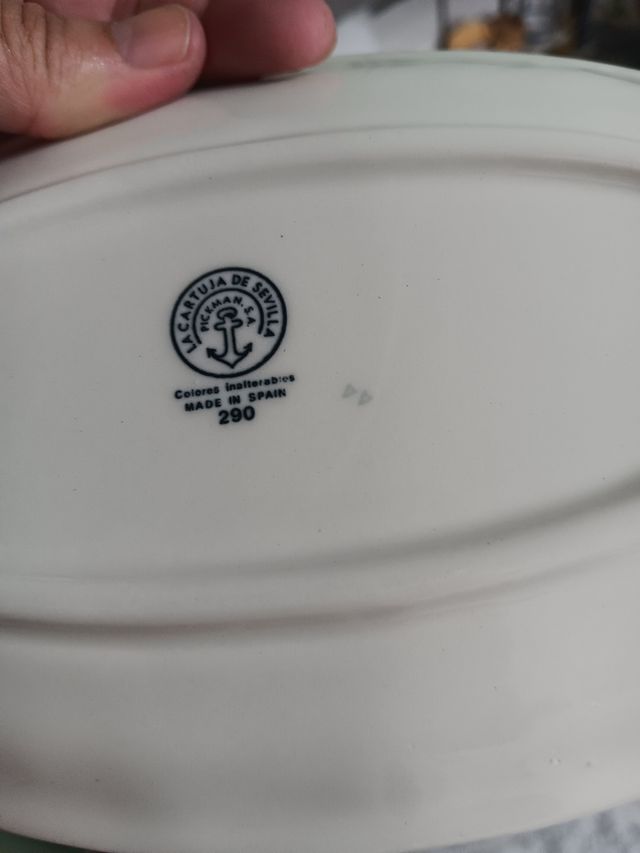 LA CARTUJA DE SEVILLA
PICKMAN. S.A.
Colores inalterables
MADE IN SPAIN
290